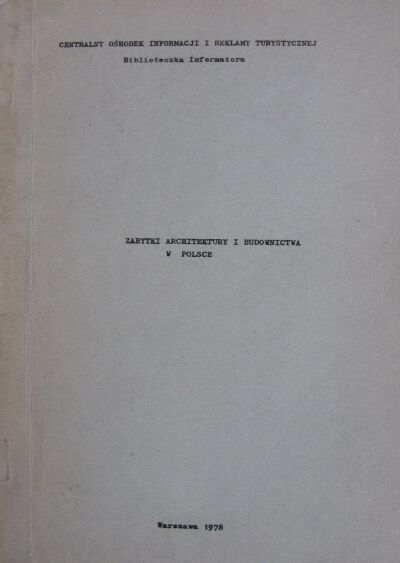 CENTRALNY OŚRODEK INFORMACJI I REKLAMY TURYSTYCZNEJ
Biblioteczka Informatora
ZABYTKI ARCHITEKTURY I BUDOWNICTWA
W POLSCE
Warszawa 1978